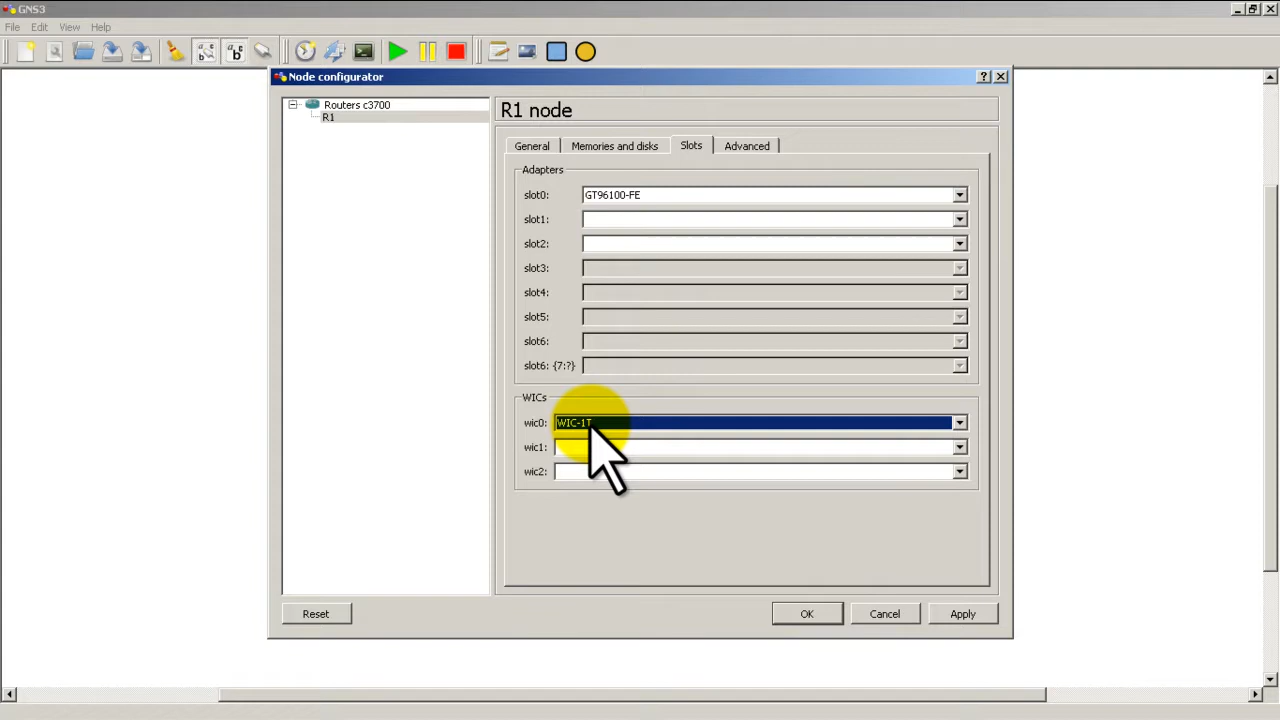 GNS3
File Edit View Help
Node configurator
Routers c3700
R1
R1 node
General Memories and disks Slots Advanced
Adapters
slot0: GT96100-FE
slot1:
slot2:
slot3:
slot4:
slot5:
slot6:
slot6: {7:?}
WICs
wic0: WIC-1T
wic1:
wic2:
Reset OK Cancel Apply